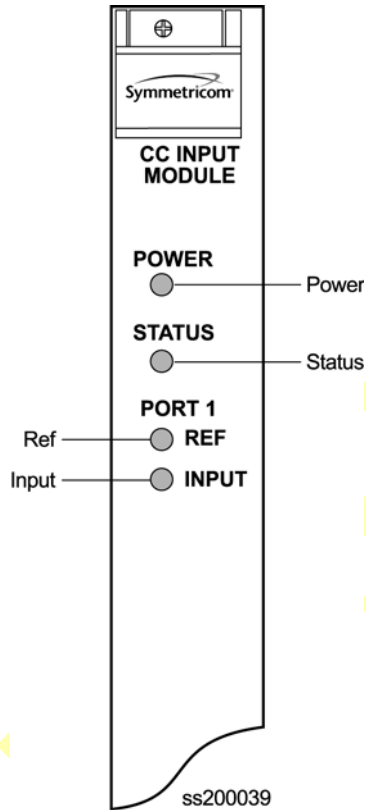 Symmetricom
CC INPUT
MODULE
POWER
Power
STATUS
Status
PORT 1
Ref
REF
Input
INPUT
ss200039